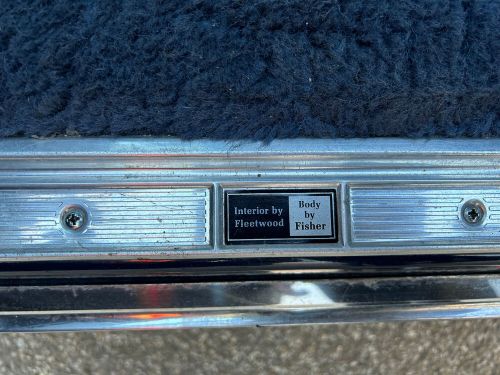 Interior by
Fleetwood
Body
by
Fisher